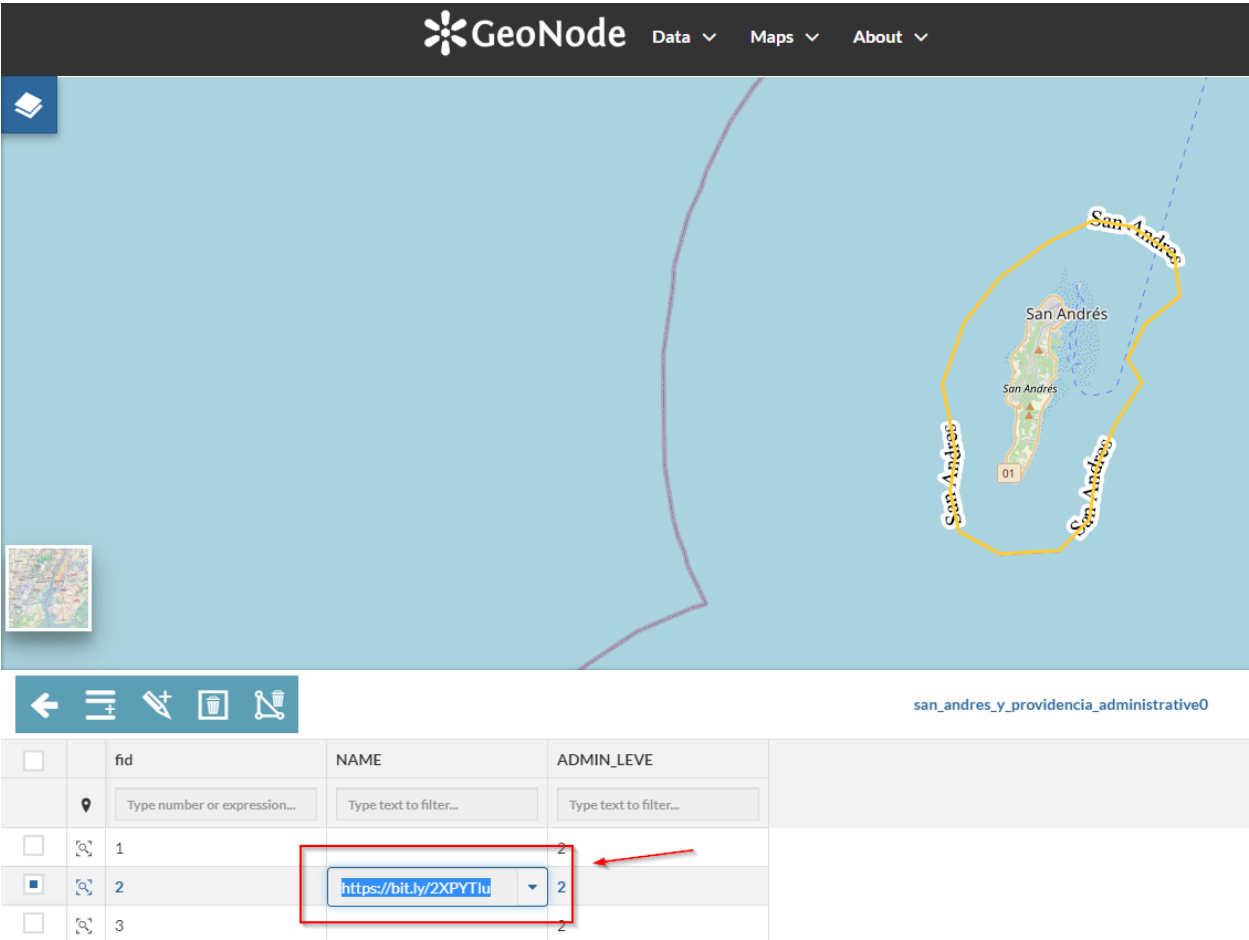 GeoNode Data Maps About
San Andres
San Andrés
San Andrés
01
San Andres
San Andres
san_andres_y_providencia_administrative0
fid NAME ADMIN_LEVE
Type number or expression... Type text to filter... Type text to filter...
1 2
2 https://bit.ly/2XPYTlu 2
3 2